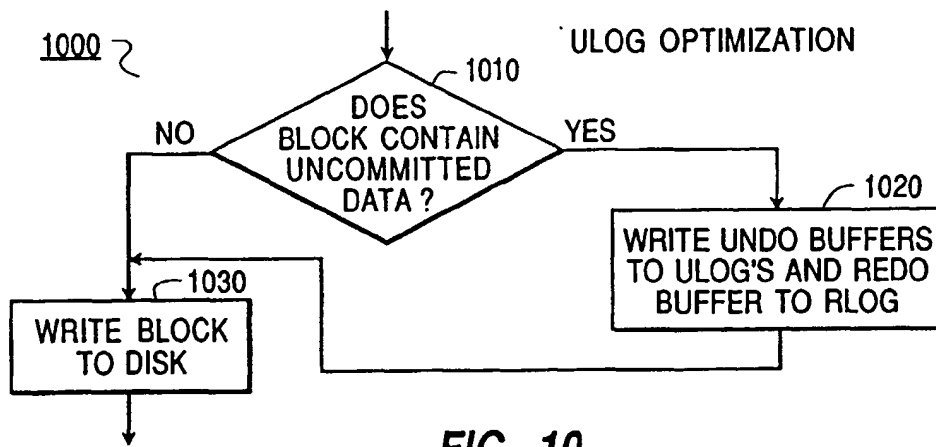 1000
ULOG OPTIMIZATION
1010
DOES
BLOCK CONTAIN
UNCOMMITTED
DATA ?
NO
YES
1020
WRITE UNDO BUFFERS
TO ULOG'S AND REDO
BUFFER TO RLOG
1030
WRITE BLOCK
TO DISK
FIG. 10